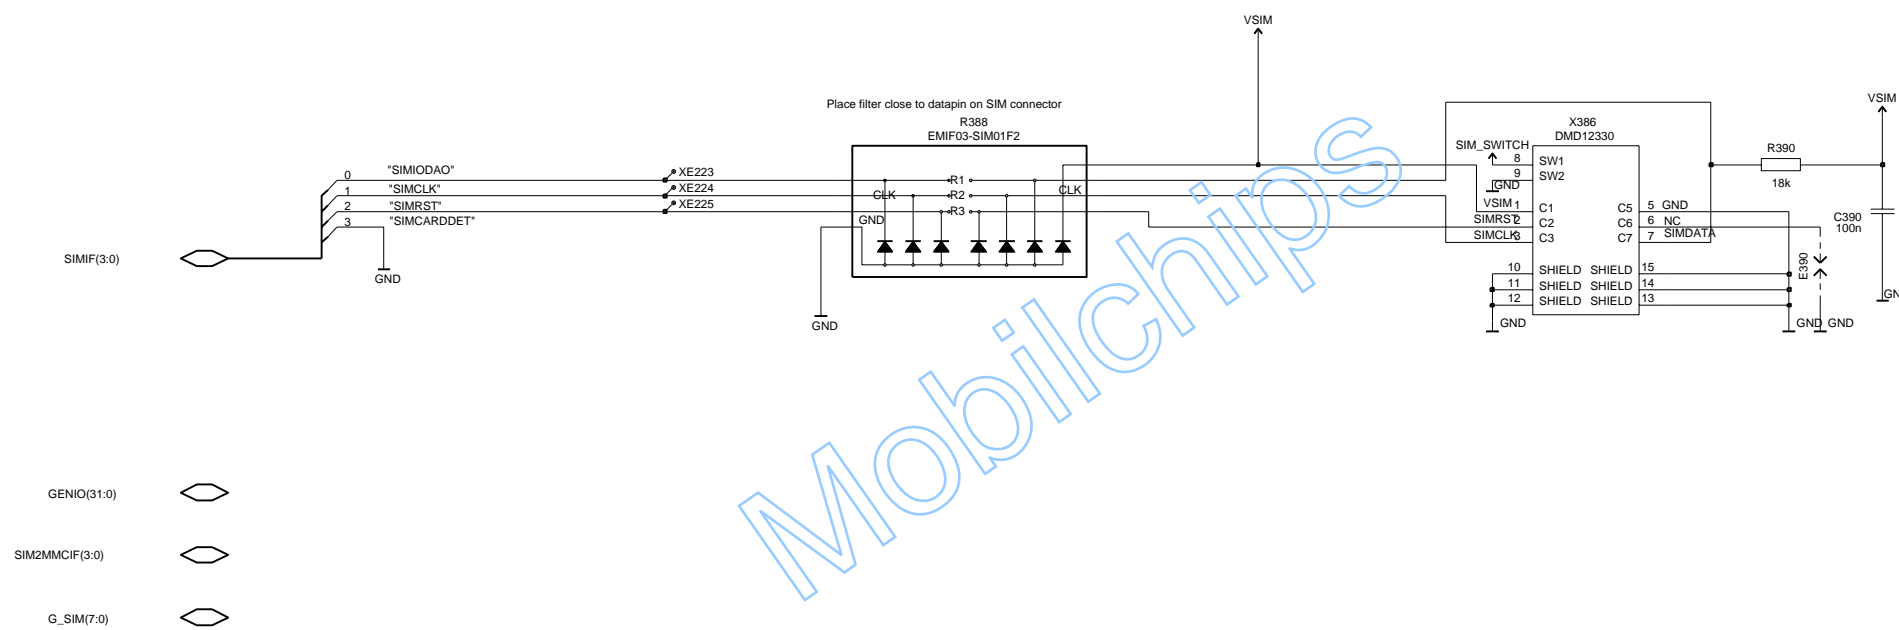 VSIM
VSIM
Place filter close to datapin on SIM connector
R388
EMIF03-SIM01F2
X386
DMD12330
SIM_SWITCH
R390
18k
0 "SIMIODAO"
1 "SIMCLK"
2 "SIMRST"
3 "SIMCARDDET"
XE223
XE224
XE225
CLK
R1
R2
R3
CLK
GND
GND
GND
8 SW1
9 SW2
GND
VSIM 1 C1
SIMRST 2 C2
SIMCLK 3 C3
C5 5 GND
C6 6 NC
C7 7 SIMDATA
C390
100n
E390
10 SHIELD SHIELD 15
11 SHIELD SHIELD 14
12 SHIELD SHIELD 13
GND
GND
GND
GN
SIMIF(3:0)
GENIO(31:0)
SIM2MMCIF(3:0)
G_SIM(7:0)
Mobilchips